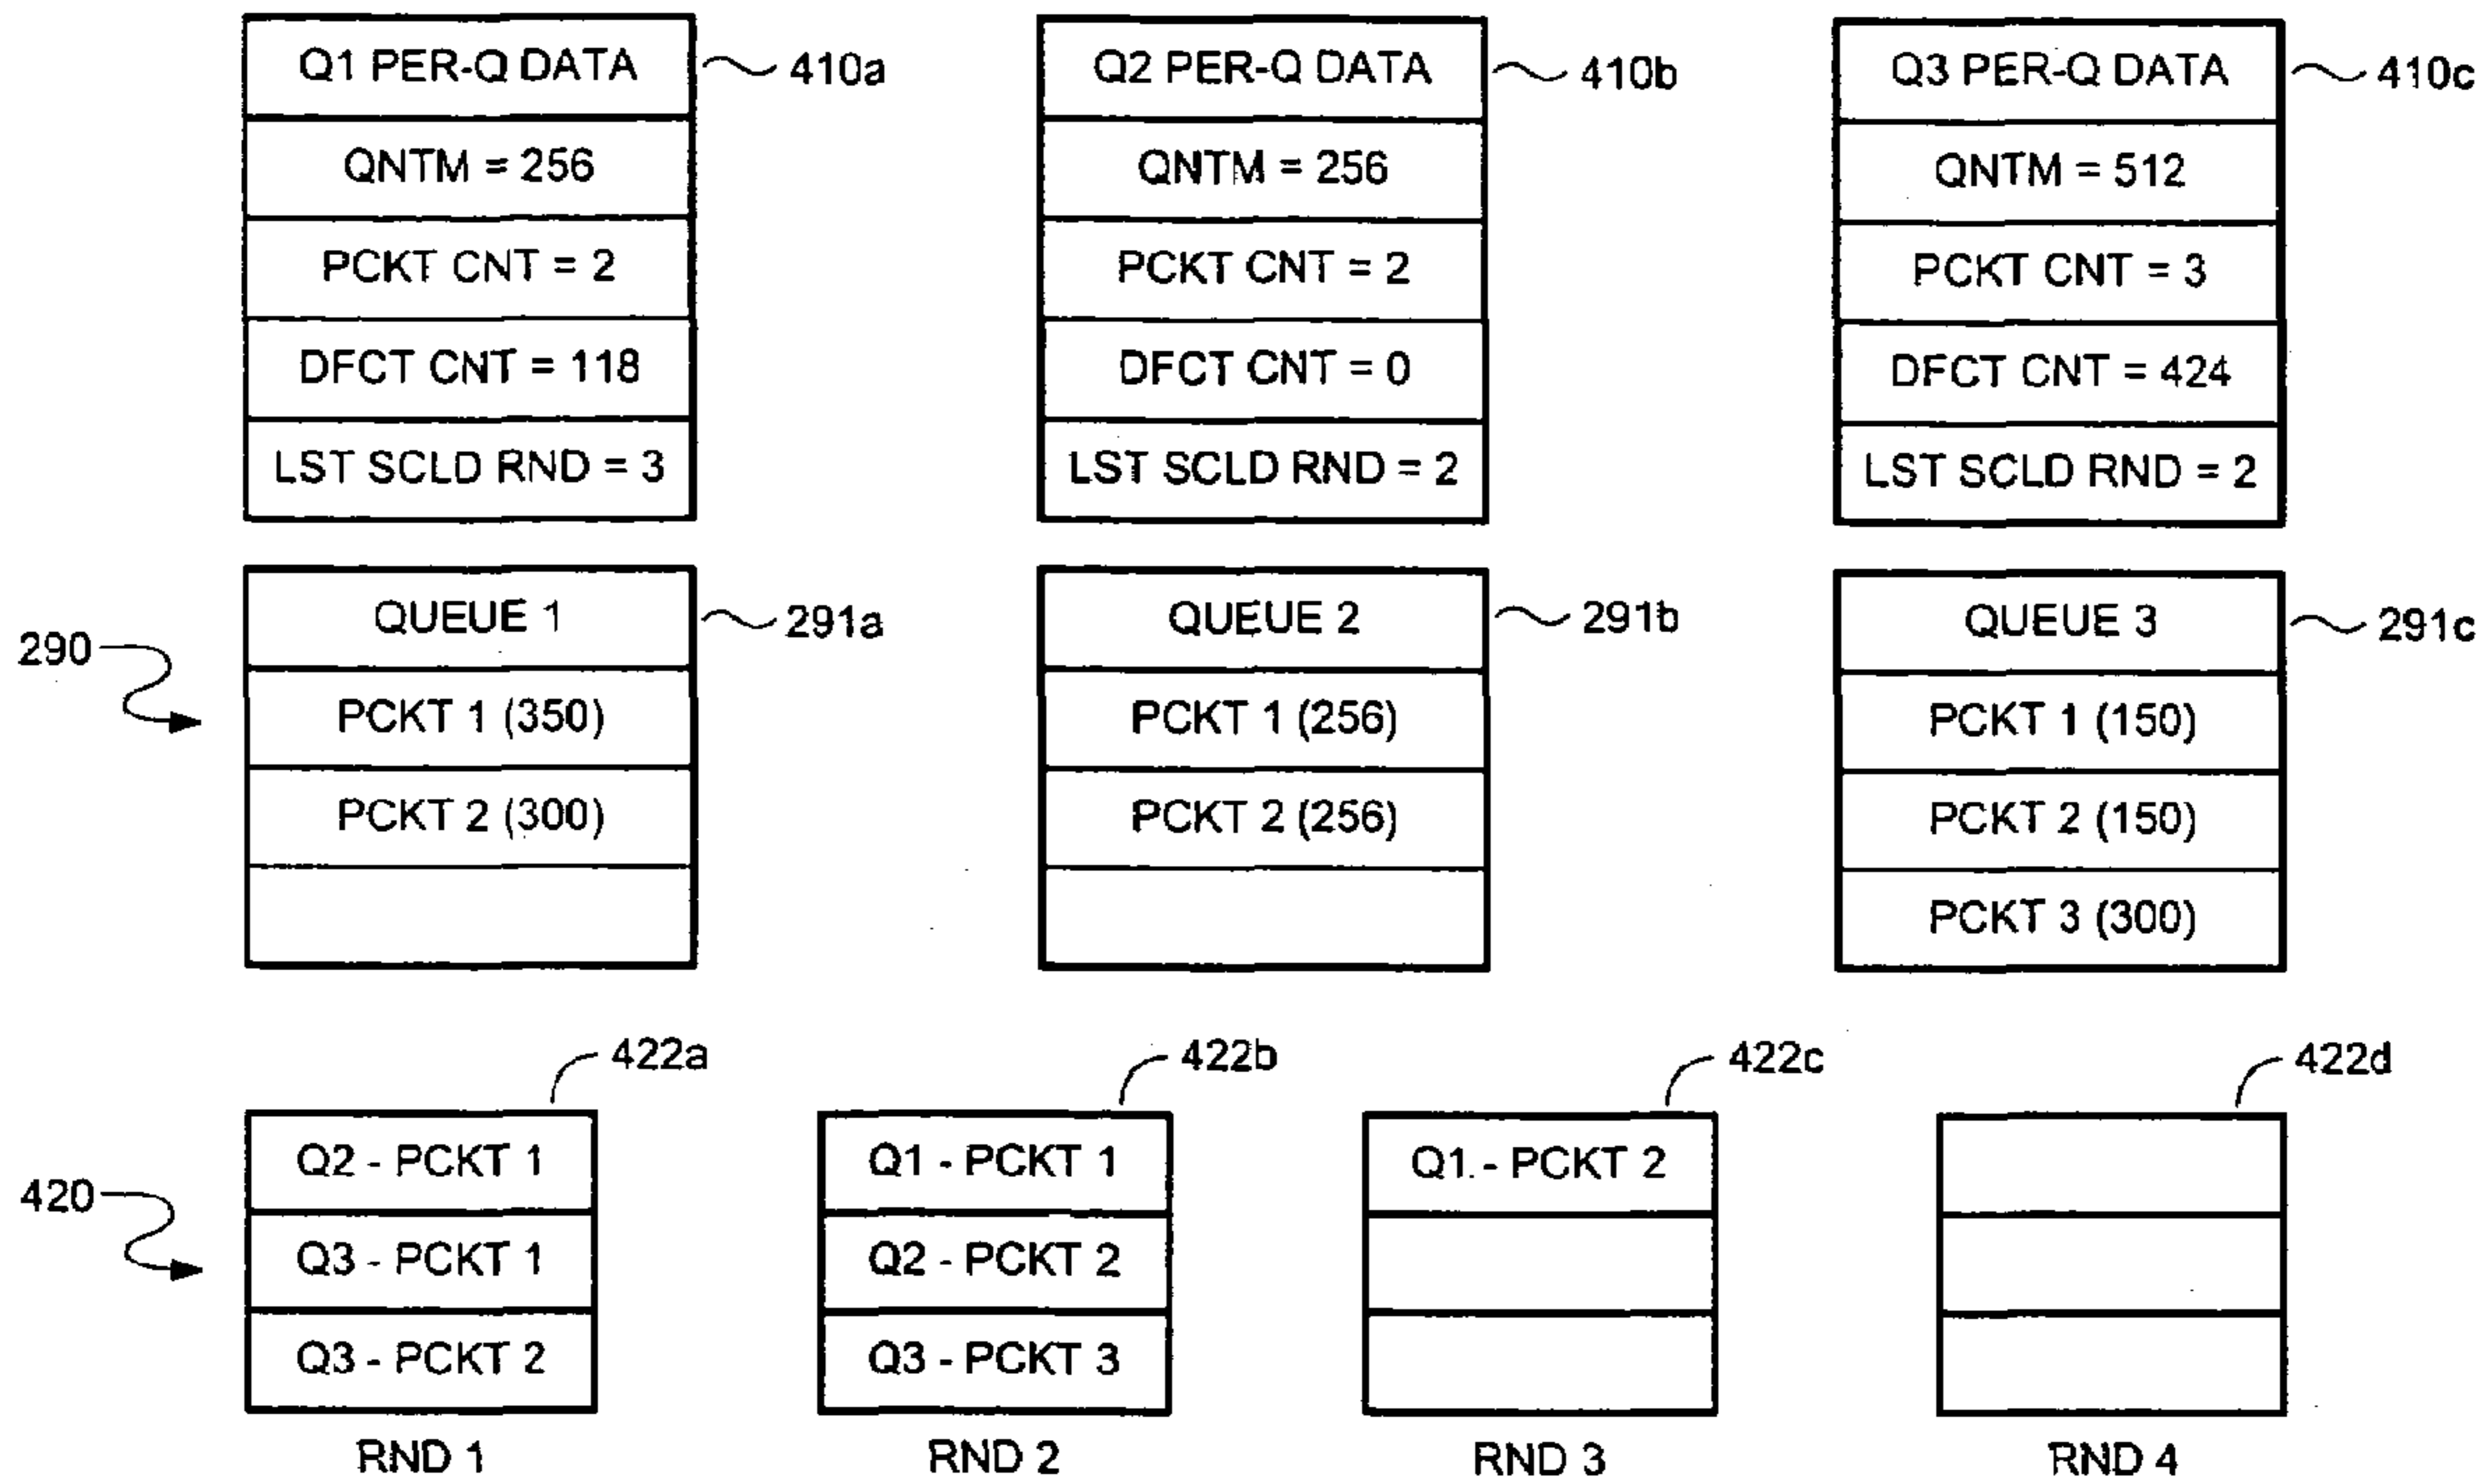 Q1 PER-Q DATA
410a
QNTM = 256
PCKT CNT = 2
DFCT CNT = 118
LST SCLD RND = 3
Q2 PER-Q DATA
410b
QNTM = 256
PCKT CNT = 2
DFCT CNT = 0
LST SCLD RND = 2
Q3 PER-Q DATA
410c
QNTM = 512
PCKT CNT = 3
DFCT CNT = 424
LST SCLD RND = 2
290
QUEUE 1
291a
PCKT 1 (350)
PCKT 2 (300)
QUEUE 2
291b
PCKT 1 (256)
PCKT 2 (256)
QUEUE 3
291c
PCKT 1 (150)
PCKT 2 (150)
PCKT 3 (300)
420
422a
Q2 - PCKT 1
Q3 - PCKT 1
Q3 - PCKT 2
RND 1
422b
Q1 - PCKT 1
Q2 - PCKT 2
Q3 - PCKT 3
RND 2
422c
Q1 - PCKT 2
RND 3
422d
RND 4